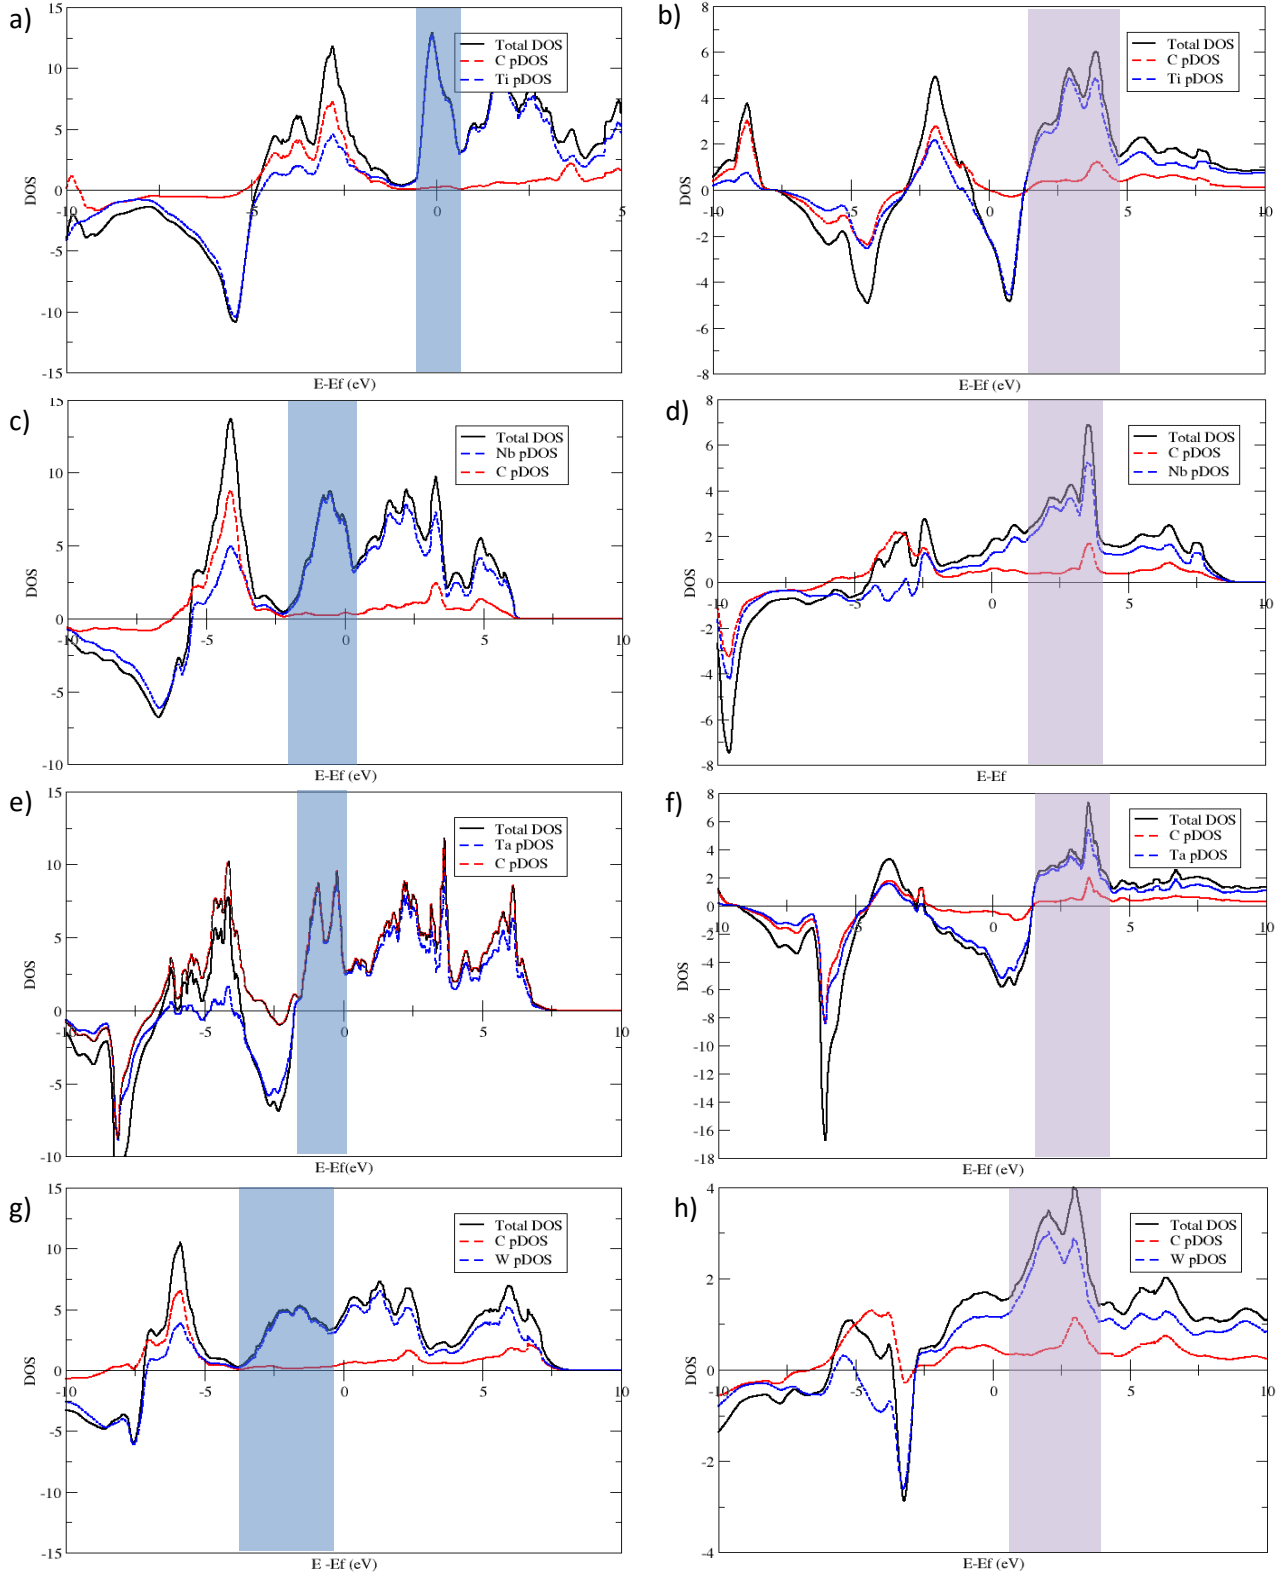 a)
15
10
5
0
-5
-10
-15
DOS
-10
-5
0
5
E-Ef (eV)
Total DOS
C pDOS
Ti pDOS
b)
8
6
4
2
0
-2
-4
-6
-8
DOS
-10
-5
0
5
10
E-Ef (eV)
Total DOS
C pDOS
Ti pDOS
c)
15
10
5
0
-5
-10
DOS
-10
-5
0
5
10
E-Ef (eV)
Total DOS
Nb pDOS
C pDOS
d)
8
6
4
2
0
-2
-4
-6
-8
DOS
-10
-5
0
5
10
E-Ef
Total DOS
C pDOS
Nb pDOS
e)
15
10
5
0
-5
-10
DOS
-10
-5
0
5
10
E-Ef(eV)
Total DOS
Ta pDOS
C pDOS
f)
8
6
4
2
0
-2
-4
-6
-8
-10
-12
-14
-16
-18
DOS
-10
-5
0
5
10
E-Ef (eV)
Total DOS
C pDOS
Ta pDOS
g)
15
10
5
0
-5
-10
-15
DOS
-10
-5
0
5
10
E -Ef (eV)
Total DOS
C pDOS
W pDOS
h)
4
2
0
-2
-4
DOS
-10
-5
0
5
10
E-Ef (eV)
Total DOS
C pDOS
W pDOS